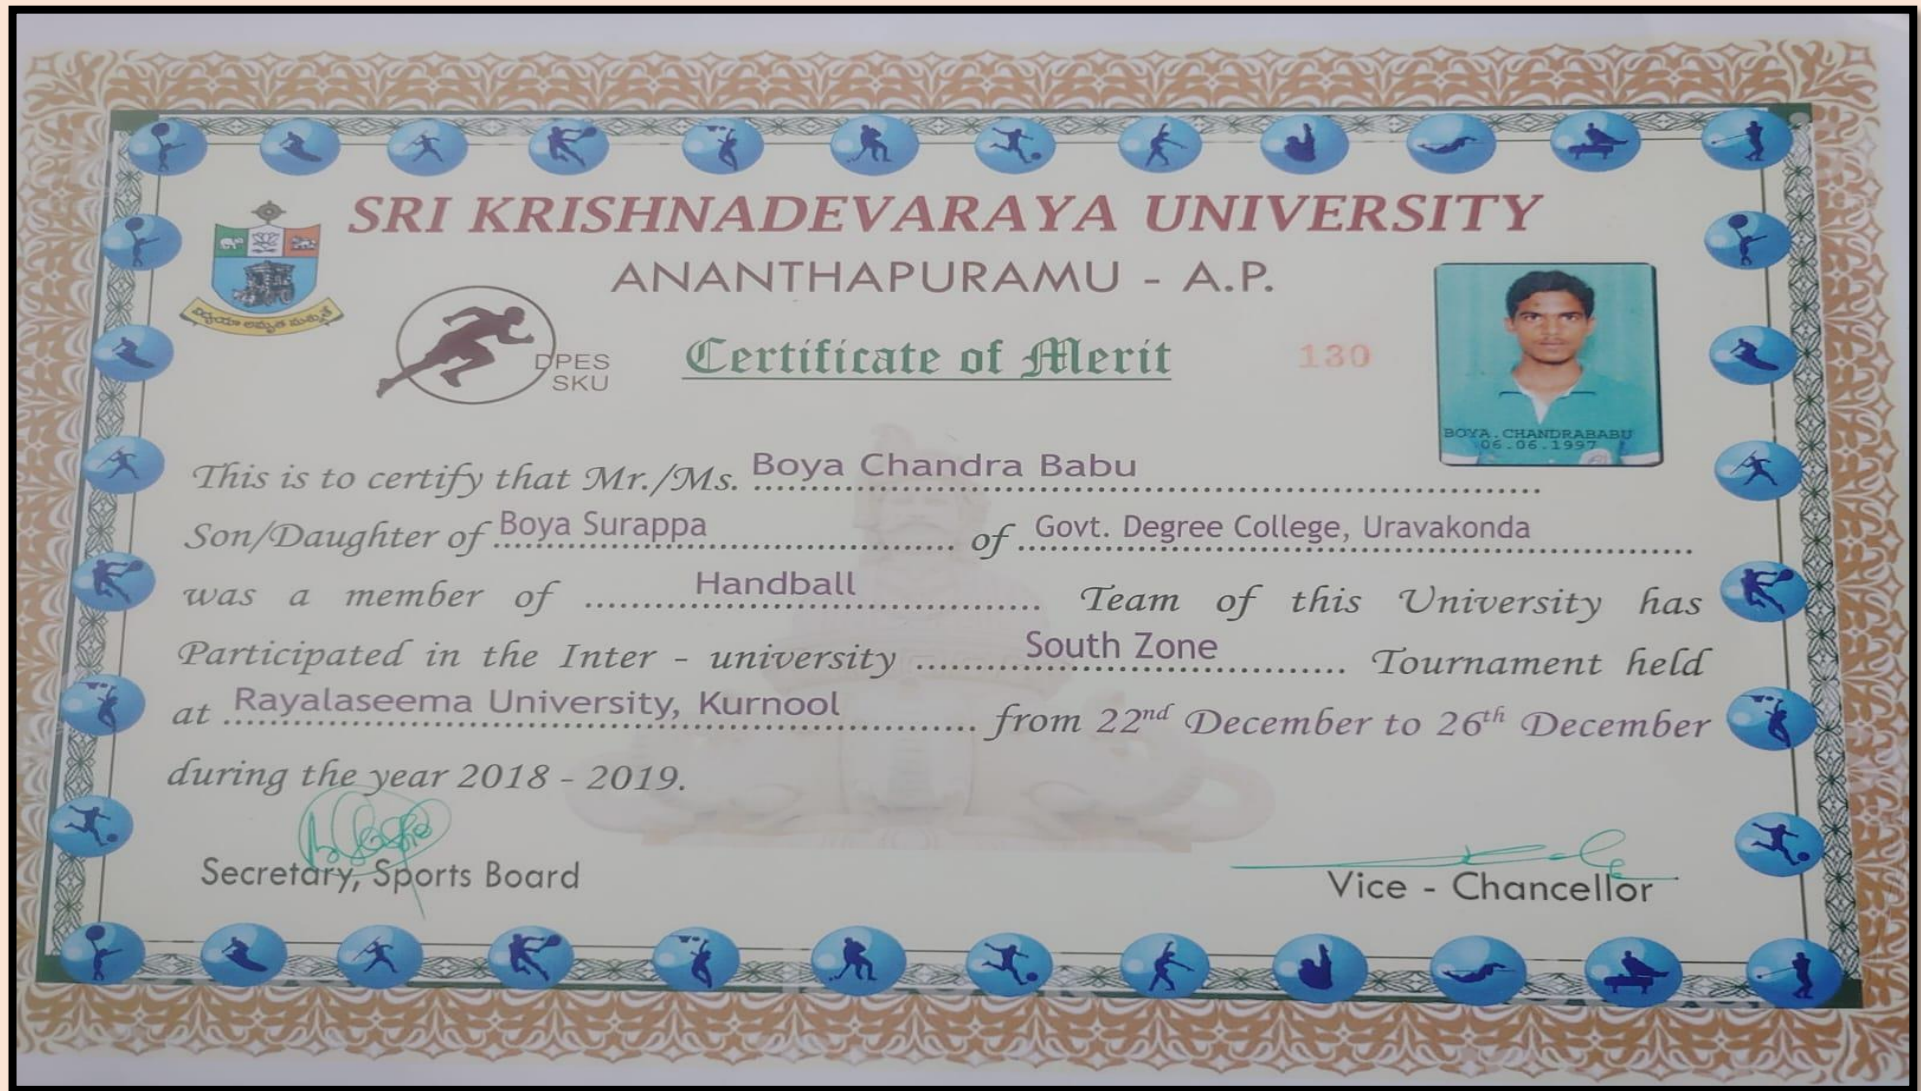 SRI KRISHNADEVARAYA UNIVERSITY
ANANTHAPURAMU - A.P.
విద్యయా అమృత మశ్నుతే
DPES
SKU
Certificate of Merit
130
BOYA.CHANDRABABU
06.06.1997
This is to certify that Mr./Ms. Boya Chandra Babu
Son/Daughter of Boya Surappa of Govt. Degree College, Uravakonda
was a member of Handball Team of this University has
Participated in the Inter - university South Zone Tournament held
at Rayalaseema University, Kurnool from 22nd December to 26th December
during the year 2018 - 2019.
Secretary, Sports Board
Vice - Chancellor